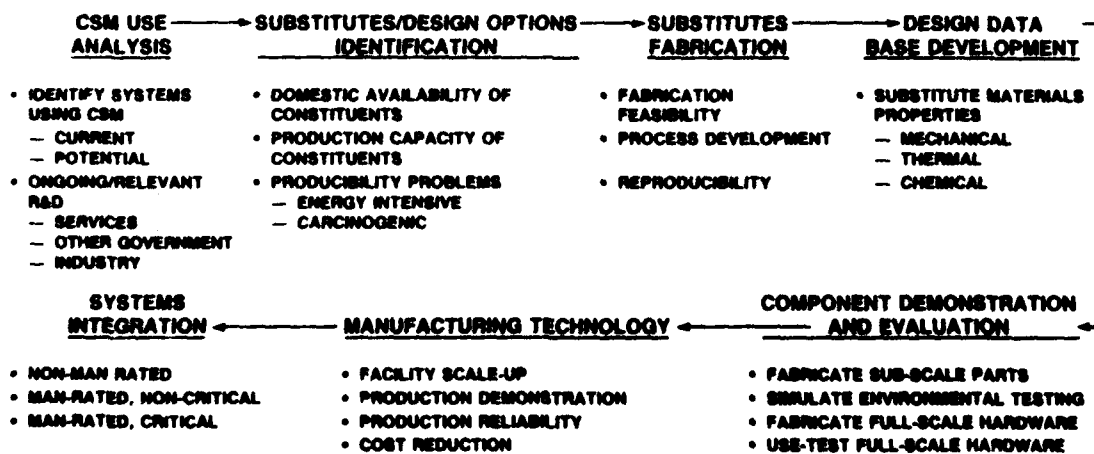 CSM USE
ANALYSIS
SUBSTITUTES/DESIGN OPTIONS
IDENTIFICATION
SUBSTITUTES
FABRICATION
DESIGN DATA
BASE DEVELOPMENT
• IDENTIFY SYSTEMS
USING CSM
— CURRENT
— POTENTIAL
• ONGOING/RELEVANT
R&D
— SERVICES
— OTHER GOVERNMENT
— INDUSTRY
• DOMESTIC AVAILABILITY OF
CONSTITUENTS
• PRODUCTION CAPACITY OF
CONSTITUENTS
• PRODUCIBILITY PROBLEMS
— ENERGY INTENSIVE
— CARCINOGENIC
• FABRICATION
FEASIBILITY
• PROCESS DEVELOPMENT
• REPRODUCIBILITY
• SUBSTITUTE MATERIALS
PROPERTIES
— MECHANICAL
— THERMAL
— CHEMICAL
SYSTEMS
INTEGRATION
MANUFACTURING TECHNOLOGY
COMPONENT DEMONSTRATION
AND EVALUATION
• NON-MAN RATED
• MAN-RATED, NON-CRITICAL
• MAN-RATED, CRITICAL
• FACILITY SCALE-UP
• PRODUCTION DEMONSTRATION
• PRODUCTION RELIABILITY
• COST REDUCTION
• FABRICATE SUB-SCALE PARTS
• SIMULATE ENVIRONMENTAL TESTING
• FABRICATE FULL-SCALE HARDWARE
• USE-TEST FULL-SCALE HARDWARE